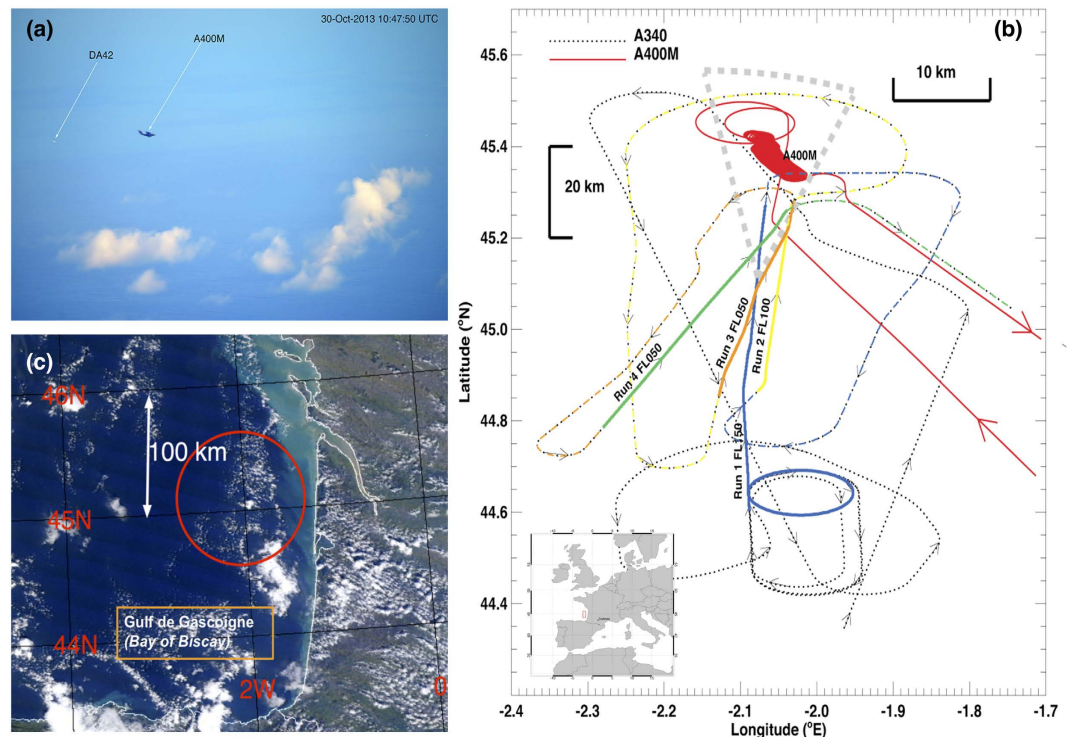 (a)
30-Oct-2013 10:47:50 UTC
DA42
A400M
(b)
A340
A400M
10 km
20 km
A400M
Run 3 FL050
Run 2 FL100
Run 4 FL050
Run 1 FL150
45.6
45.4
45.2
45.0
44.8
44.6
44.4
Latitude (°N)
-2.4
-2.3
-2.2
-2.1
-2.0
-1.9
-1.8
-1.7
Longitude (°E)
(c)
46N
100 km
45N
Gulf de Gascoigne
(Bay of Biscay)
44N
2W
0